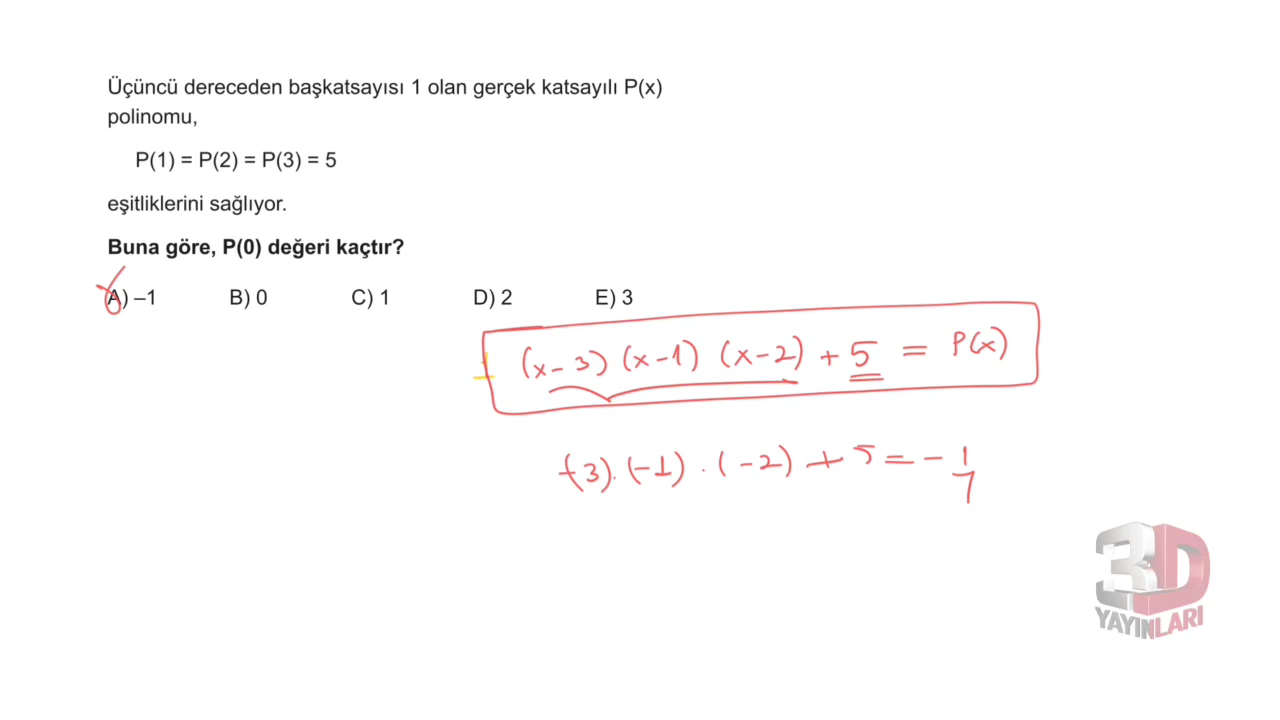 Üçüncü dereceden başkatsayısı 1 olan gerçek katsayılı P(x)
polinomu,
P(1) = P(2) = P(3) = 5
eşitliklerini sağlıyor.
Buna göre, P(0) değeri kaçtır?
A) –1 B) 0 C) 1 D) 2 E) 3
(x-3) (x-1) (x-2) + 5 = P(x)
(-3).(-1).(-2) + 5 = -1
3D
YAYINLARI